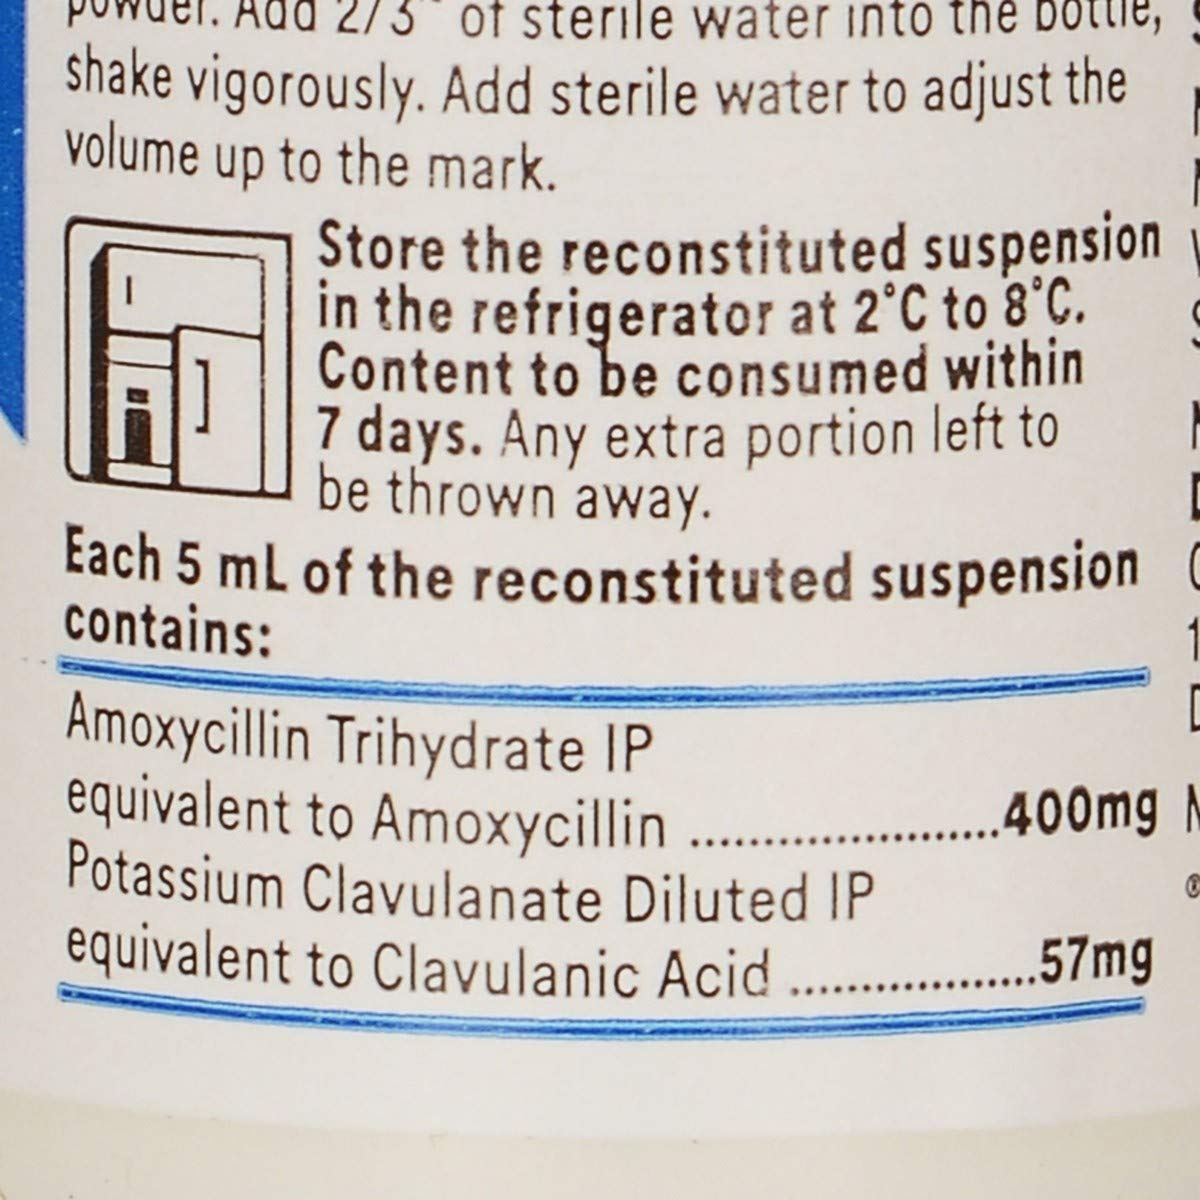 powder. Add 2/3rd of sterile water into the bottle,
shake vigorously. Add sterile water to adjust the
volume up to the mark.
Store the reconstituted suspension
in the refrigerator at 2°C to 8°C.
Content to be consumed within
7 days. Any extra portion left to
be thrown away.
Each 5 mL of the reconstituted suspension
contains:
Amoxycillin Trihydrate IP
equivalent to Amoxycillin ......................400mg
Potassium Clavulanate Diluted IP
equivalent to Clavulanic Acid ..................57mg